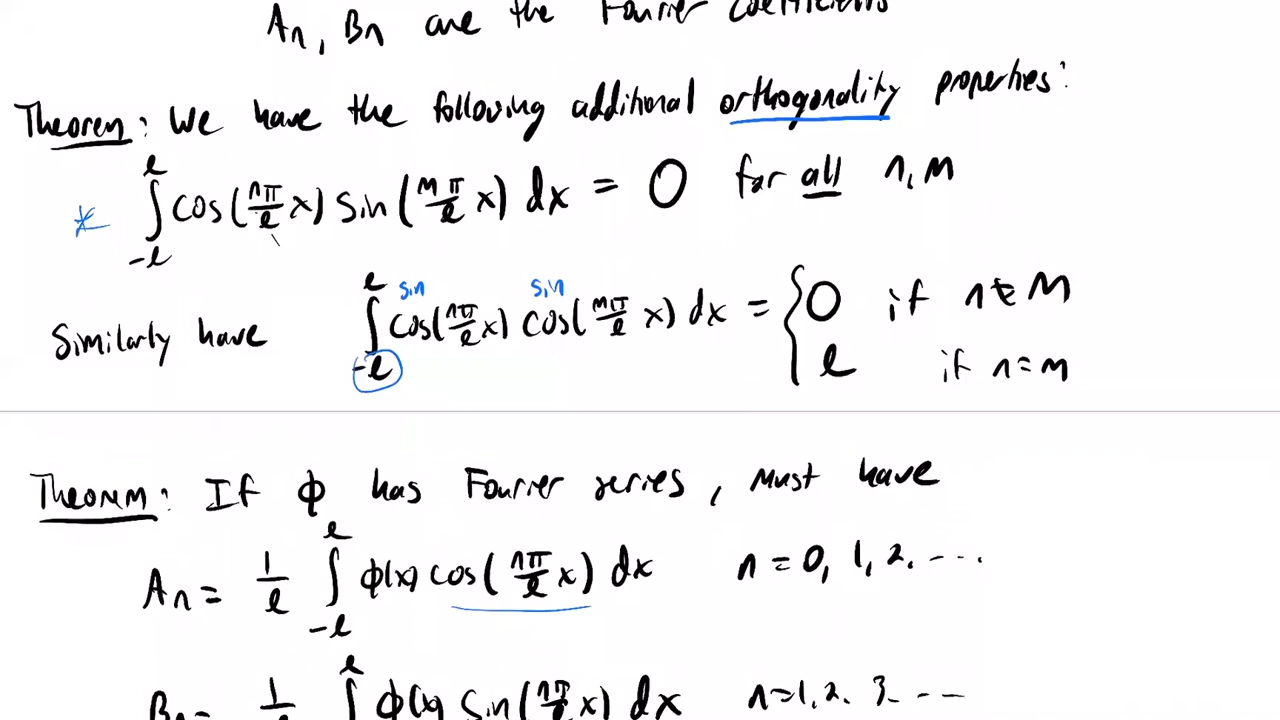 An, Bn are the Fourier coefficients
Theorem: We have the following additional orthogonality properties:
* ∫_{-l}^{l} cos(nπ/l x) sin(mπ/l x) dx = 0 for all n, m
sin sin
Similarly have ∫_{-l}^{l} cos(nπ/l x) cos(mπ/l x) dx = { 0 if n ≠ m
l if n = m
Theorem: If φ has Fourier series, must have
An = 1/l ∫_{-l}^{l} φ(x) cos(nπ/l x) dx n = 0, 1, 2, ...
Bn = 1/l ∫^{l} φ(x) sin(nπ/l x) dx n = 1, 2, 3, ...